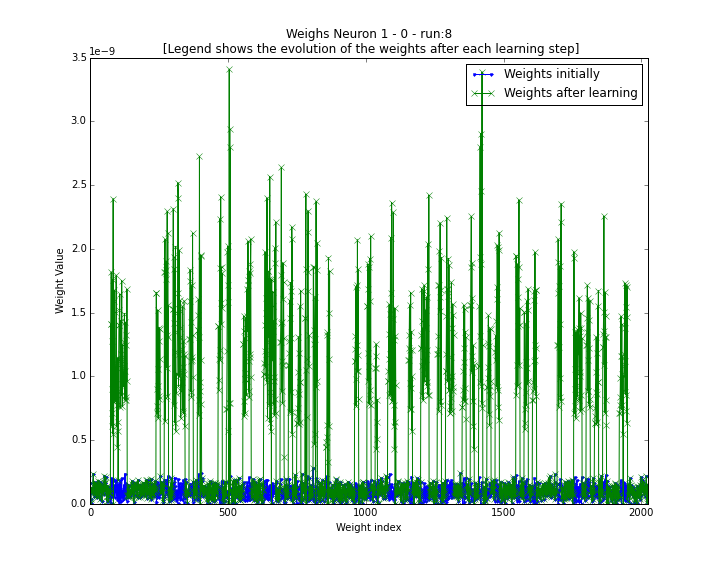 Weighs Neuron 1 - 0 - run:8
[Legend shows the evolution of the weights after each learning step]
1e−9
3.5
3.0
2.5
2.0
1.5
1.0
0.5
0.0
Weight Value
Weights initially
Weights after learning
0
500
1000
1500
2000
Weight index